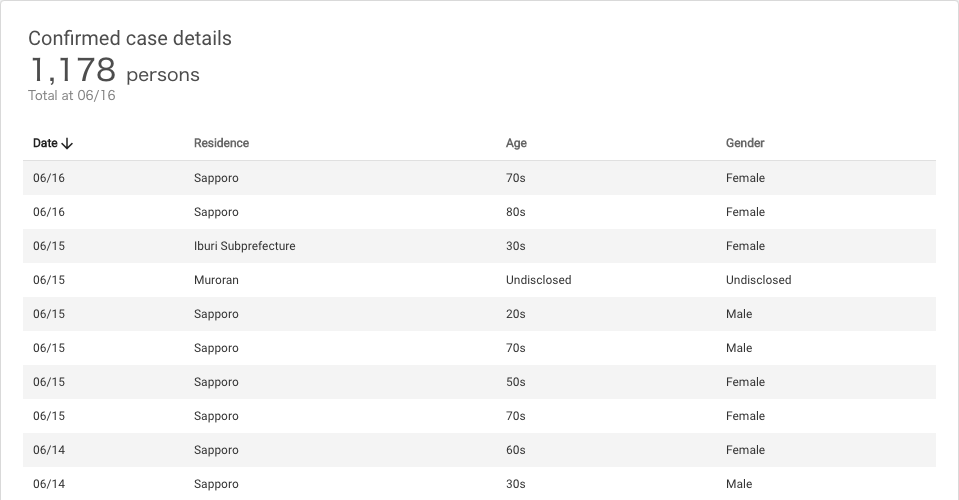 Confirmed case details
1,178 persons
Total at 06/16
Date Residence Age Gender
06/16 Sapporo 70s Female
06/16 Sapporo 80s Female
06/15 Iburi Subprefecture 30s Female
06/15 Muroran Undisclosed Undisclosed
06/15 Sapporo 20s Male
06/15 Sapporo 70s Male
06/15 Sapporo 50s Female
06/15 Sapporo 70s Female
06/14 Sapporo 60s Female
06/14 Sapporo 30s Male